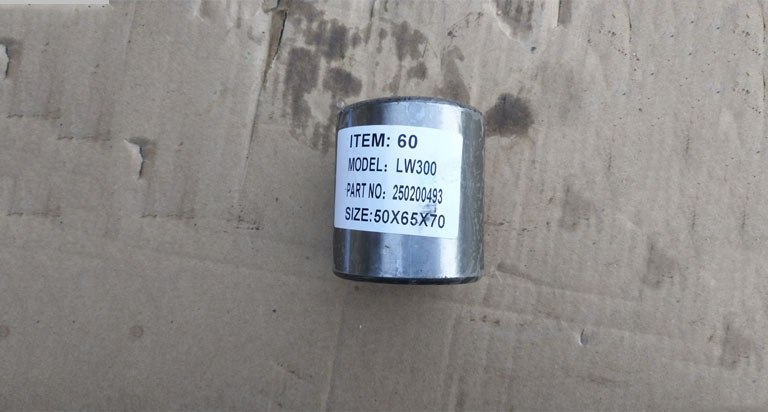 ITEM: 60
MODEL: LW300
PART NO: 250200493
SIZE:50X65X70